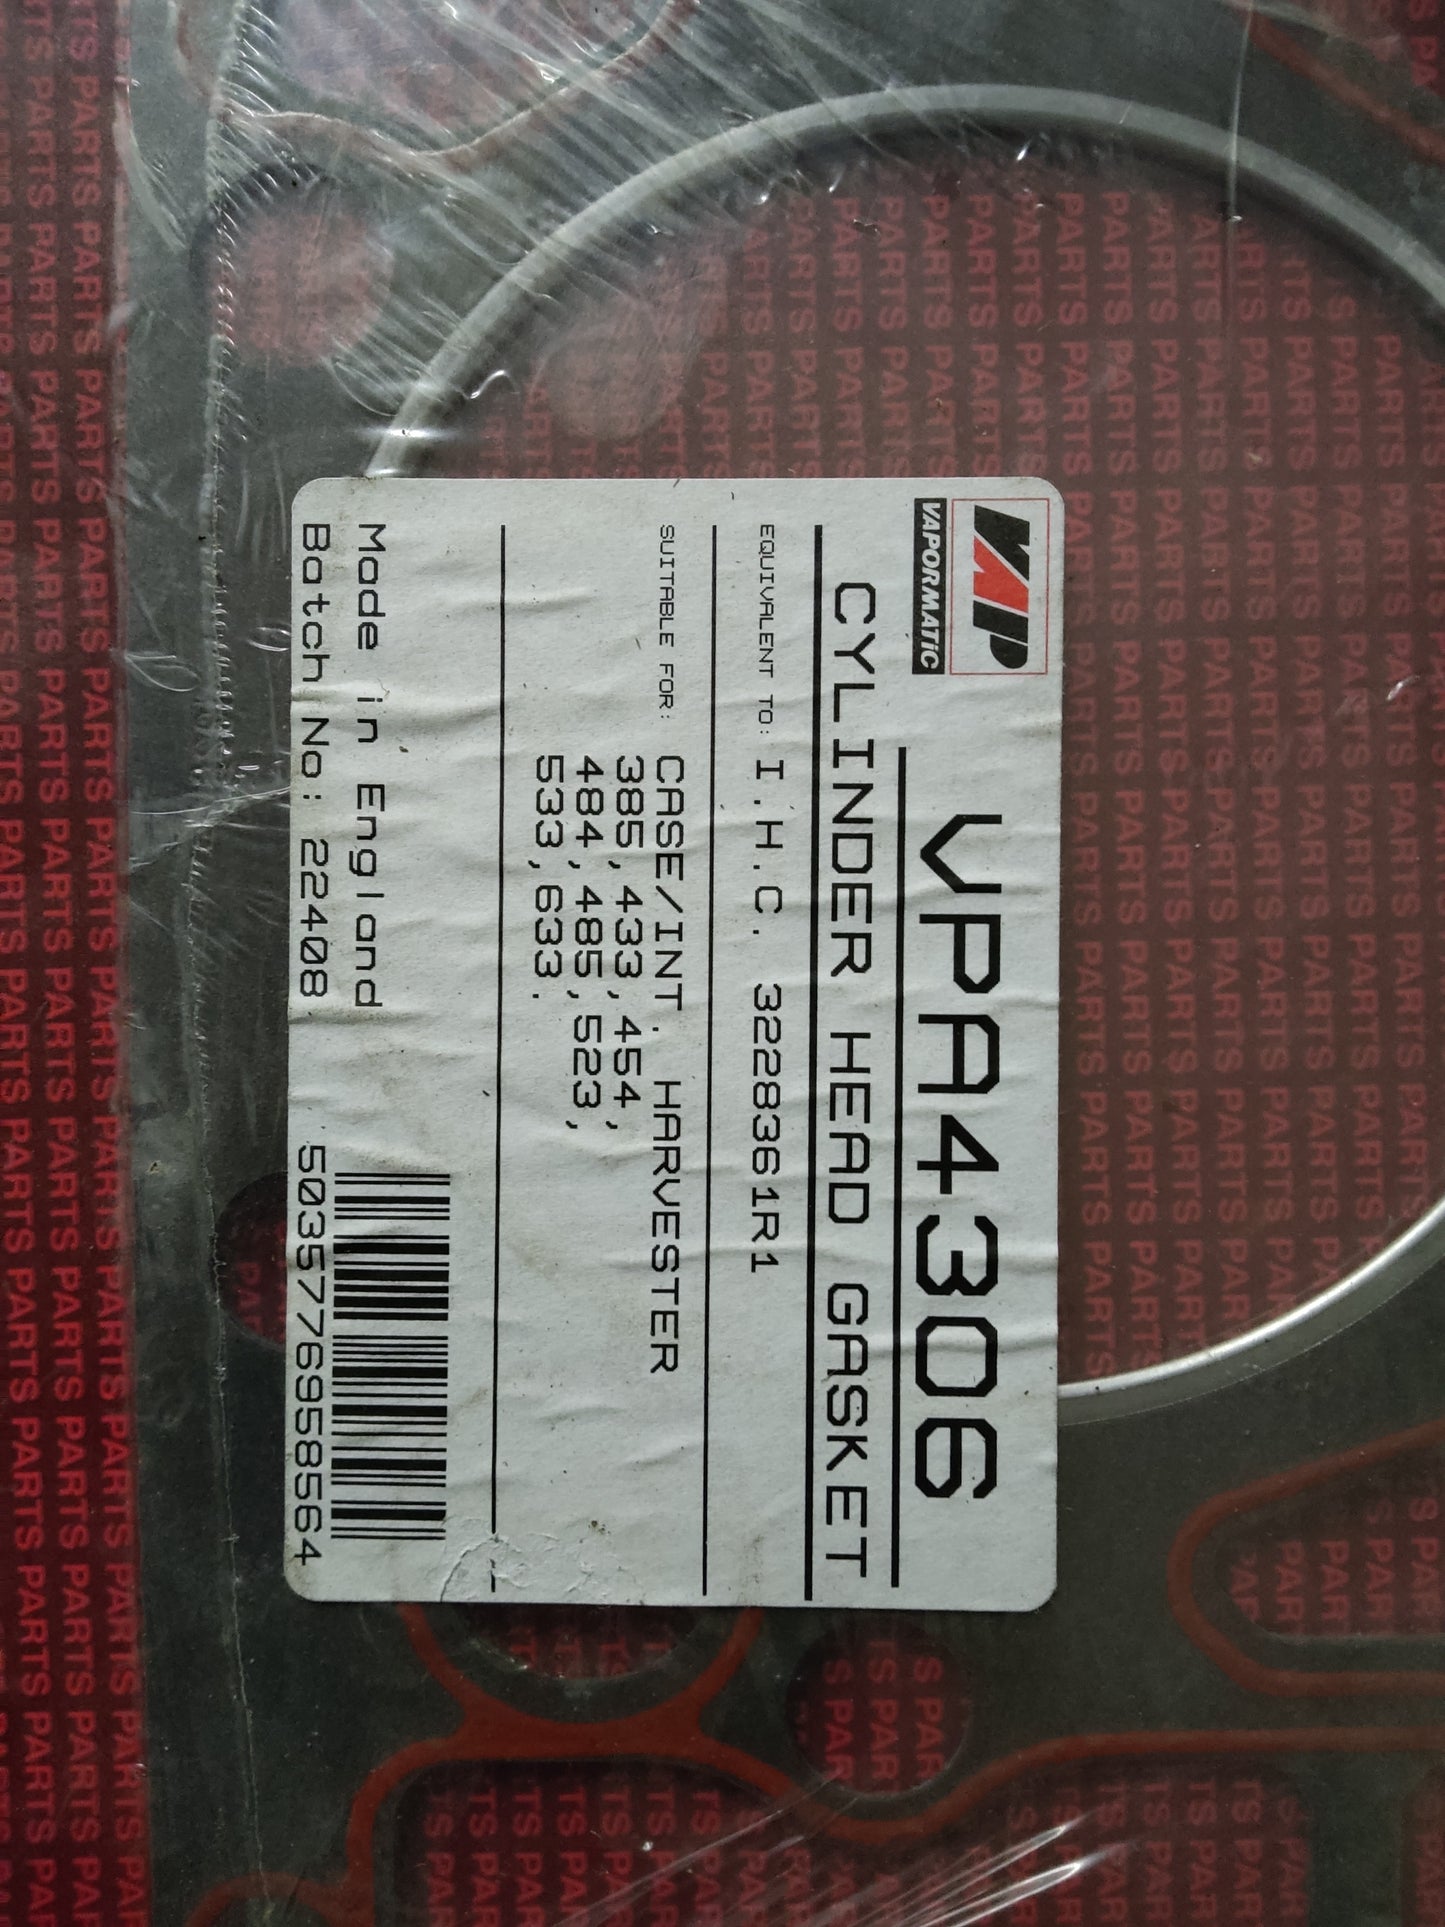 VAPORMATIC
VPA4306
CYLINDER HEAD GASKET
EQUIVALENT TO: I.H.C. 3228361R1
SUITABLE FOR: CASE/INT. HARVESTER
385,433,454,
484,485,523,
533,633.
Made in England
Batch No: 22408
5035776958564